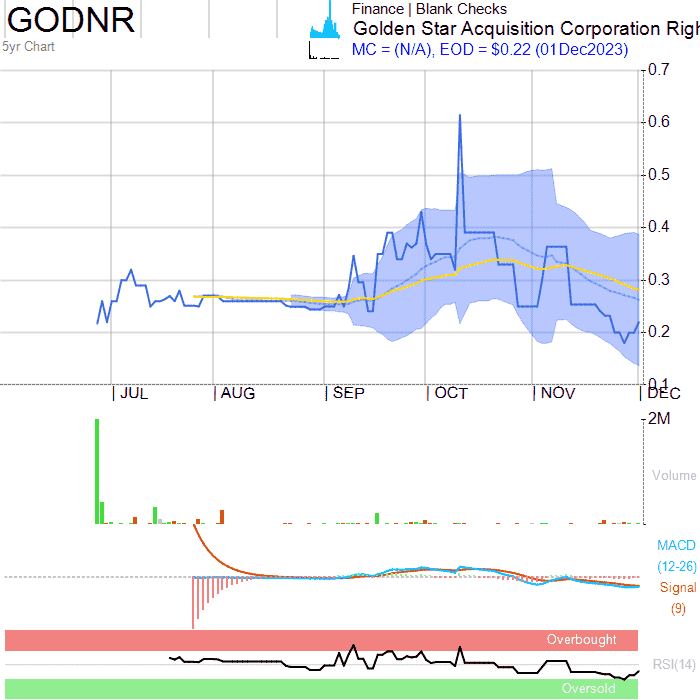 GODNR
5yr Chart
Finance | Blank Checks
Golden Star Acquisition Corporation Righ
MC = (N/A), EOD = $0.22 (01Dec2023)
0.7
0.6
0.5
0.4
0.3
0.2
0.1
JUL AUG SEP OCT NOV DEC
2M
Volume
MACD
(12-26)
Signal
(9)
Overbought
RSI(14)
Oversold